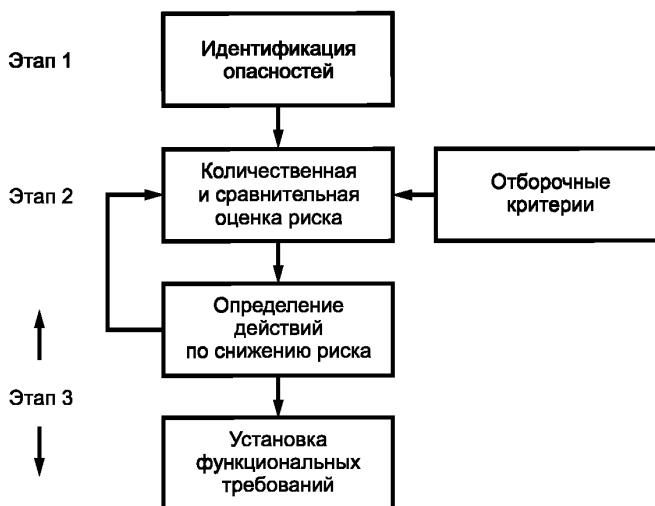 Этап 1
Идентификация
опасностей
Этап 2
Количественная
и сравнительная
оценка риска
Отборочные
критерии
Определение
действий
по снижению риска
Этап 3
Установка
функциональных
требований